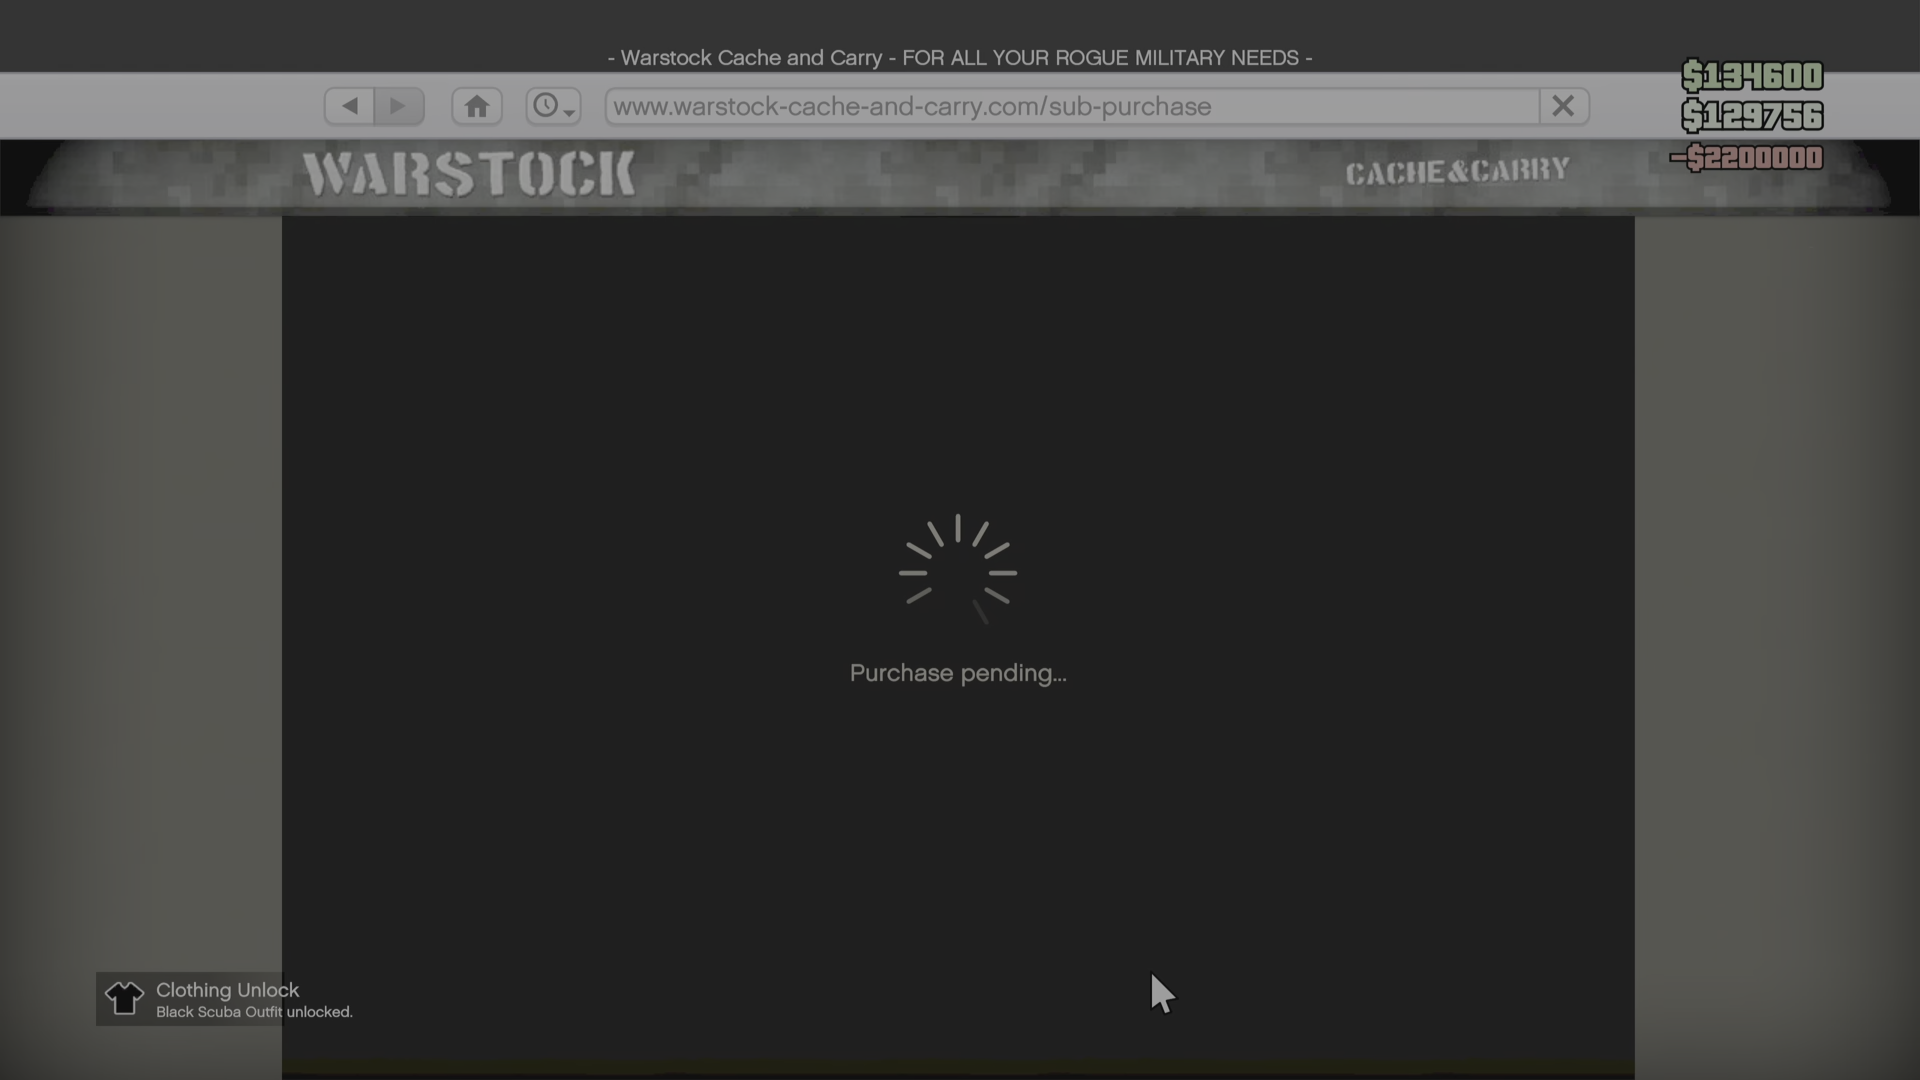 - Warstock Cache and Carry - FOR ALL YOUR ROGUE MILITARY NEEDS -
www.warstock-cache-and-carry.com/sub-purchase
$134600
$129756
-$2200000
WARSTOCK
CACHE&CARRY
Purchase pending...
Clothing Unlock
Black Scuba Outfit unlocked.